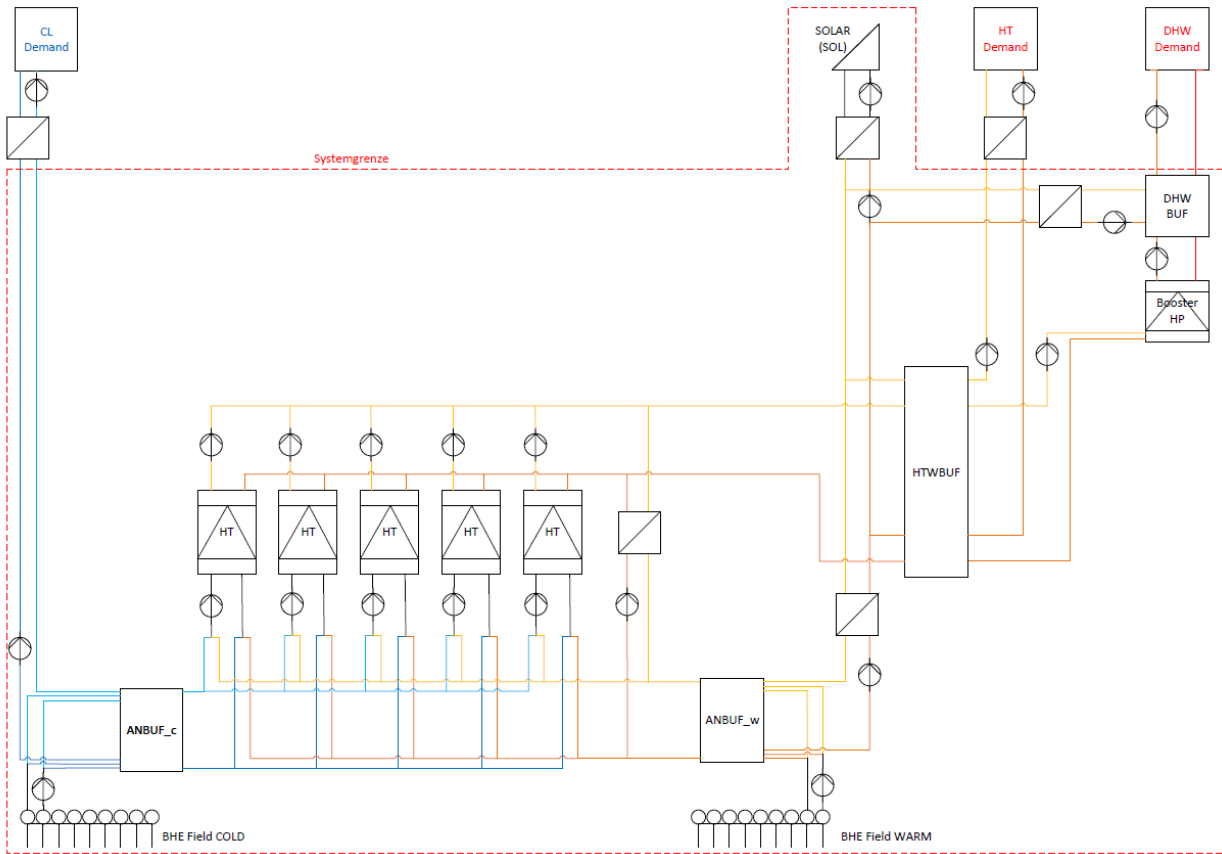 CL
Demand
SOLAR
(SOL)
HT
Demand
DHW
Demand
Systemgrenze
DHW
BUF
Booster
HP
HTWBUF
HT
HT
HT
HT
HT
ANBUF_c
ANBUF_w
BHE Field COLD
BHE Field WARM